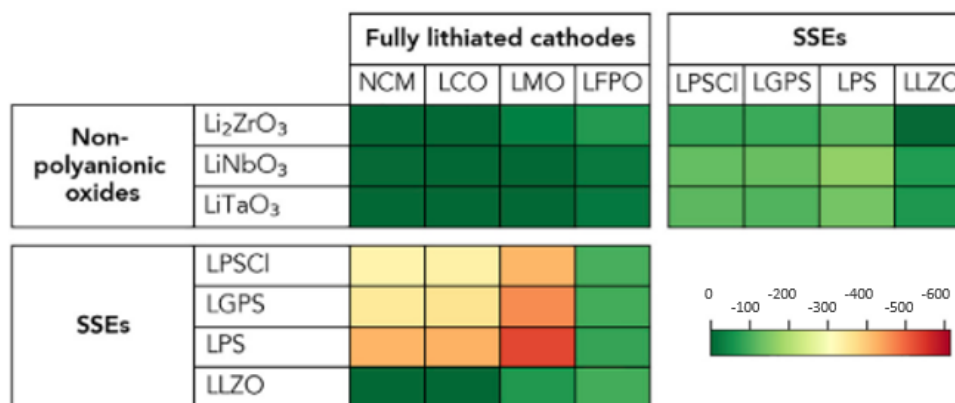 Fully lithiated cathodes SSEs
NCM LCO LMO LFPO LPSCl LGPS LPS LLZO
Non-polyanionic oxides
Li₂ZrO₃
LiNbO₃
LiTaO₃
SSEs
LPSCl
LGPS
LPS
LLZO
0 -200 -400 -600
-100 -300 -500